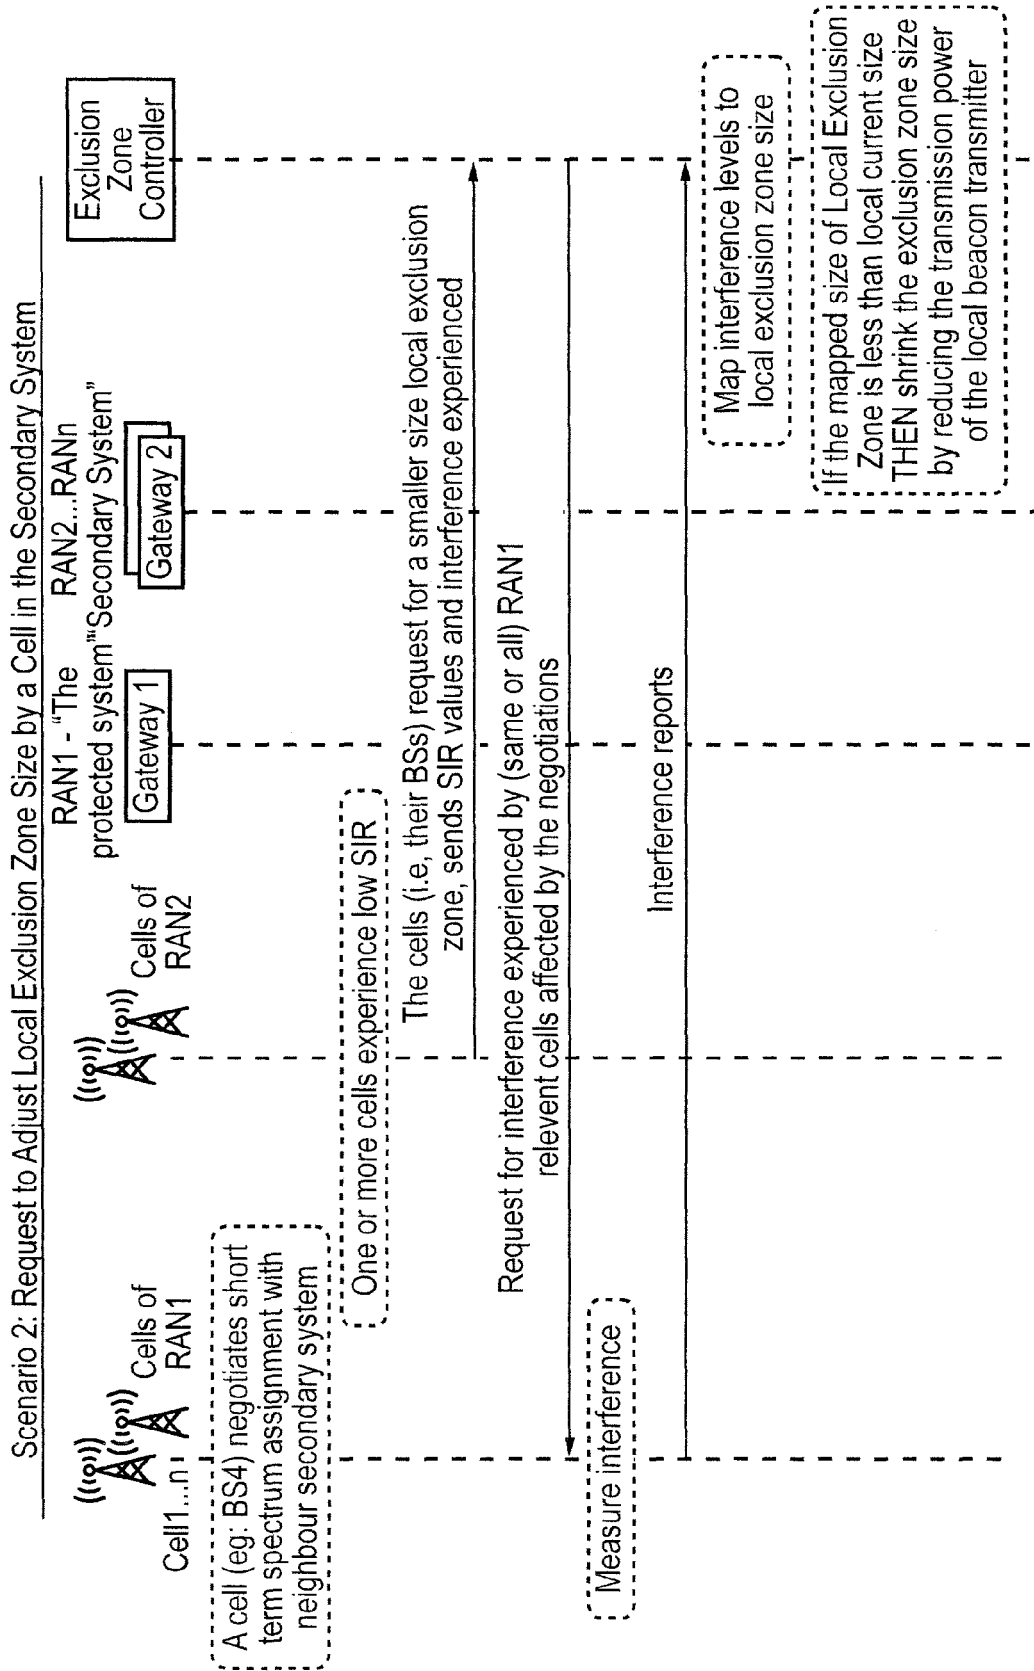 Scenario 2: Request to Adjust Local Exclusion Zone Size by a Cell in the Secondary System
Cell1...n
Cells of
RAN1
Cells of
RAN2
RAN1 - “The
protected system”
Gateway 1
RAN2...RANn
“Secondary System”
Gateway 2
Exclusion
Zone
Controller
A cell (eg: BS4) negotiates short
term spectrum assignment with
neighbour secondary system
One or more cells experience low SIR
The cells (i.e, their BSs) request for a smaller size local exclusion
zone, sends SIR values and interference experienced
Request for interference experienced by (same or all) RAN1
relevent cells affected by the negotiations
Measure interference
Interference reports
Map interference levels to
local exclusion zone size
If the mapped size of Local Exclusion
Zone is less than local current size
THEN shrink the exclusion zone size
by reducing the transmission power
of the local beacon transmitter